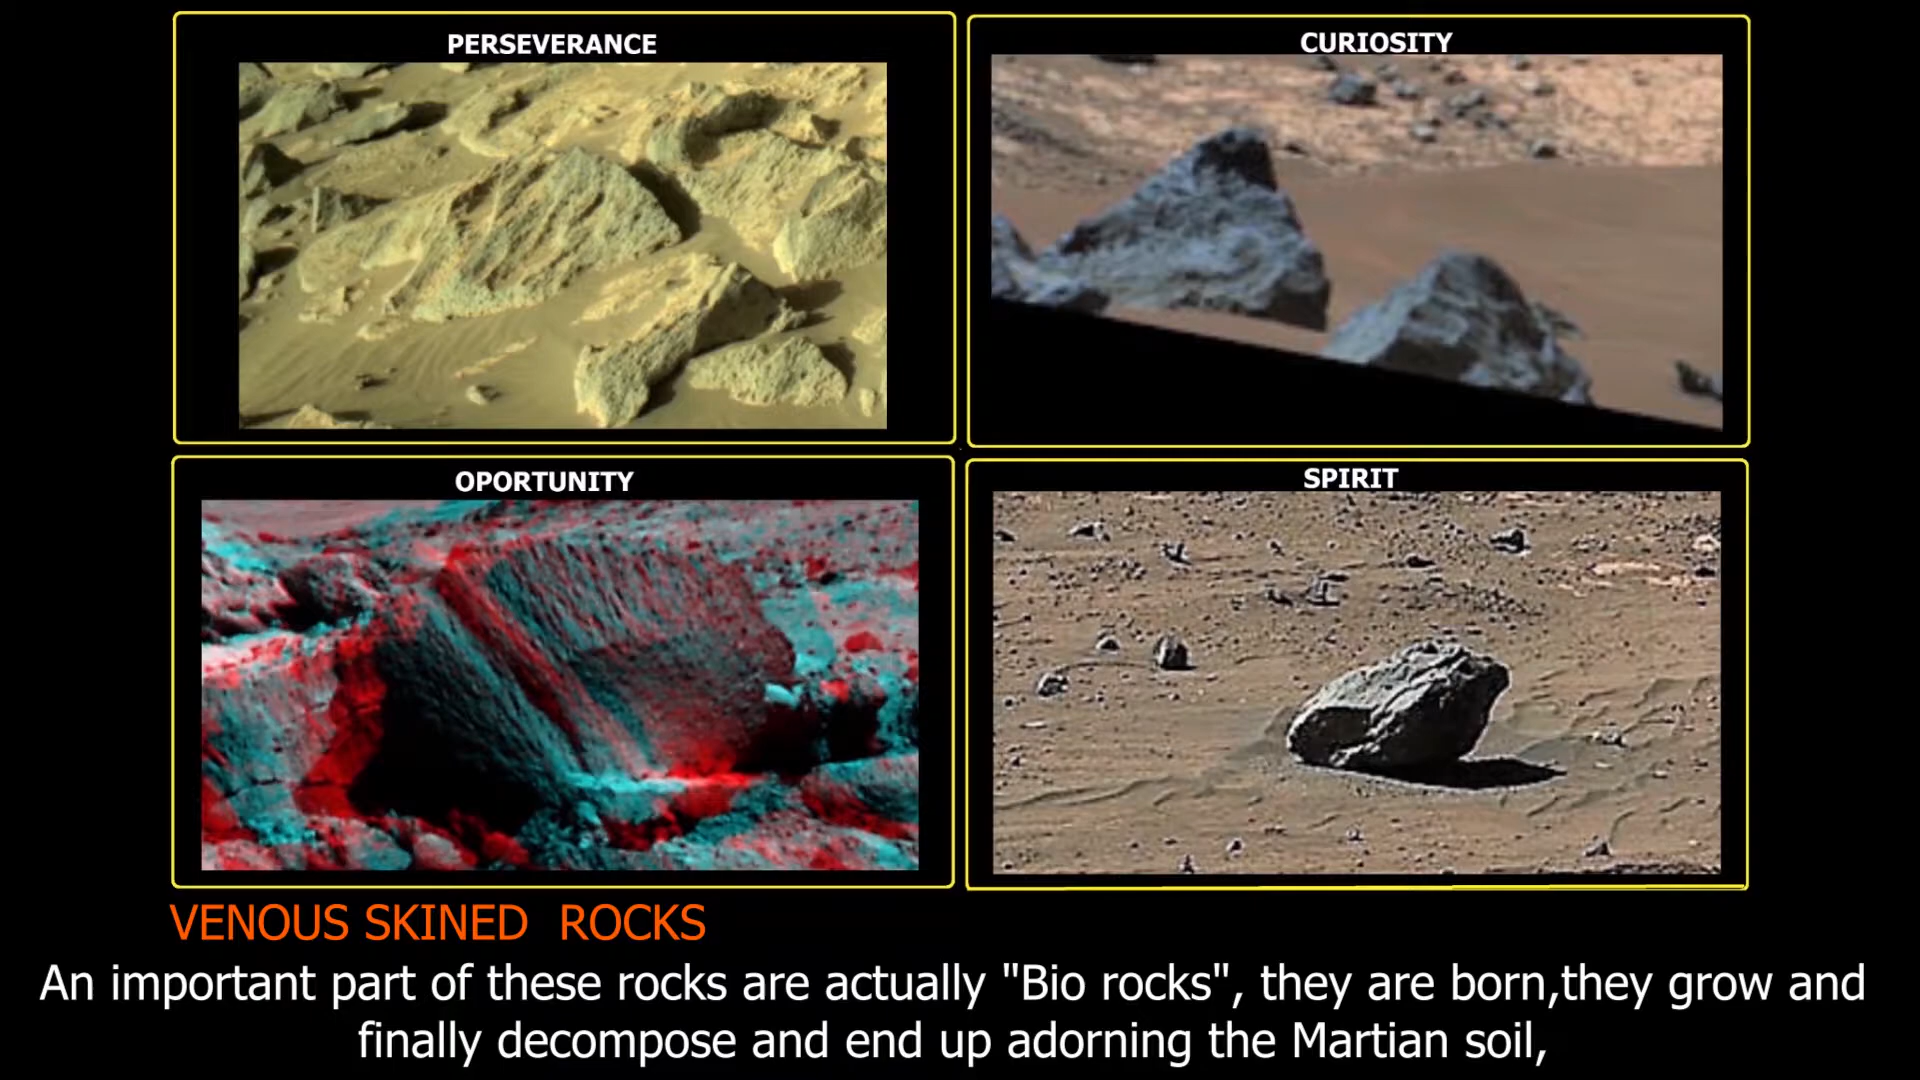 PERSEVERANCE
CURIOSITY
OPORTUNITY
SPIRIT
VENOUS SKINED ROCKS
An important part of these rocks are actually "Bio rocks", they are born,they grow and
finally decompose and end up adorning the Martian soil,